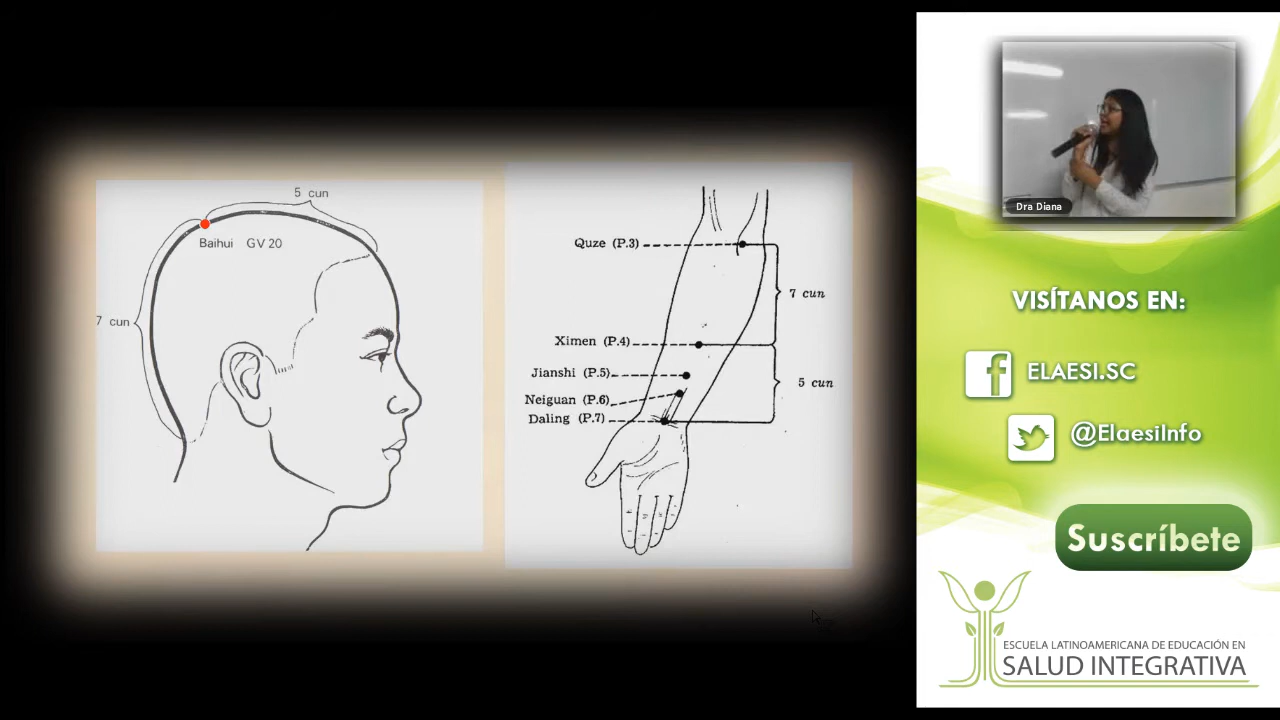 5 cun
Baihui GV 20
7 cun
Quze (P.3)
7 cun
Ximen (P.4)
Jianshi (P.5)
5 cun
Neiguan (P.6)
Daling (P.7)
Dra Diana
VISÍTANOS EN:
ELAESI.SC
@ElaesiInfo
Suscríbete
ESCUELA LATINOAMERICANA DE EDUCACIÓN EN
SALUD INTEGRATIVA